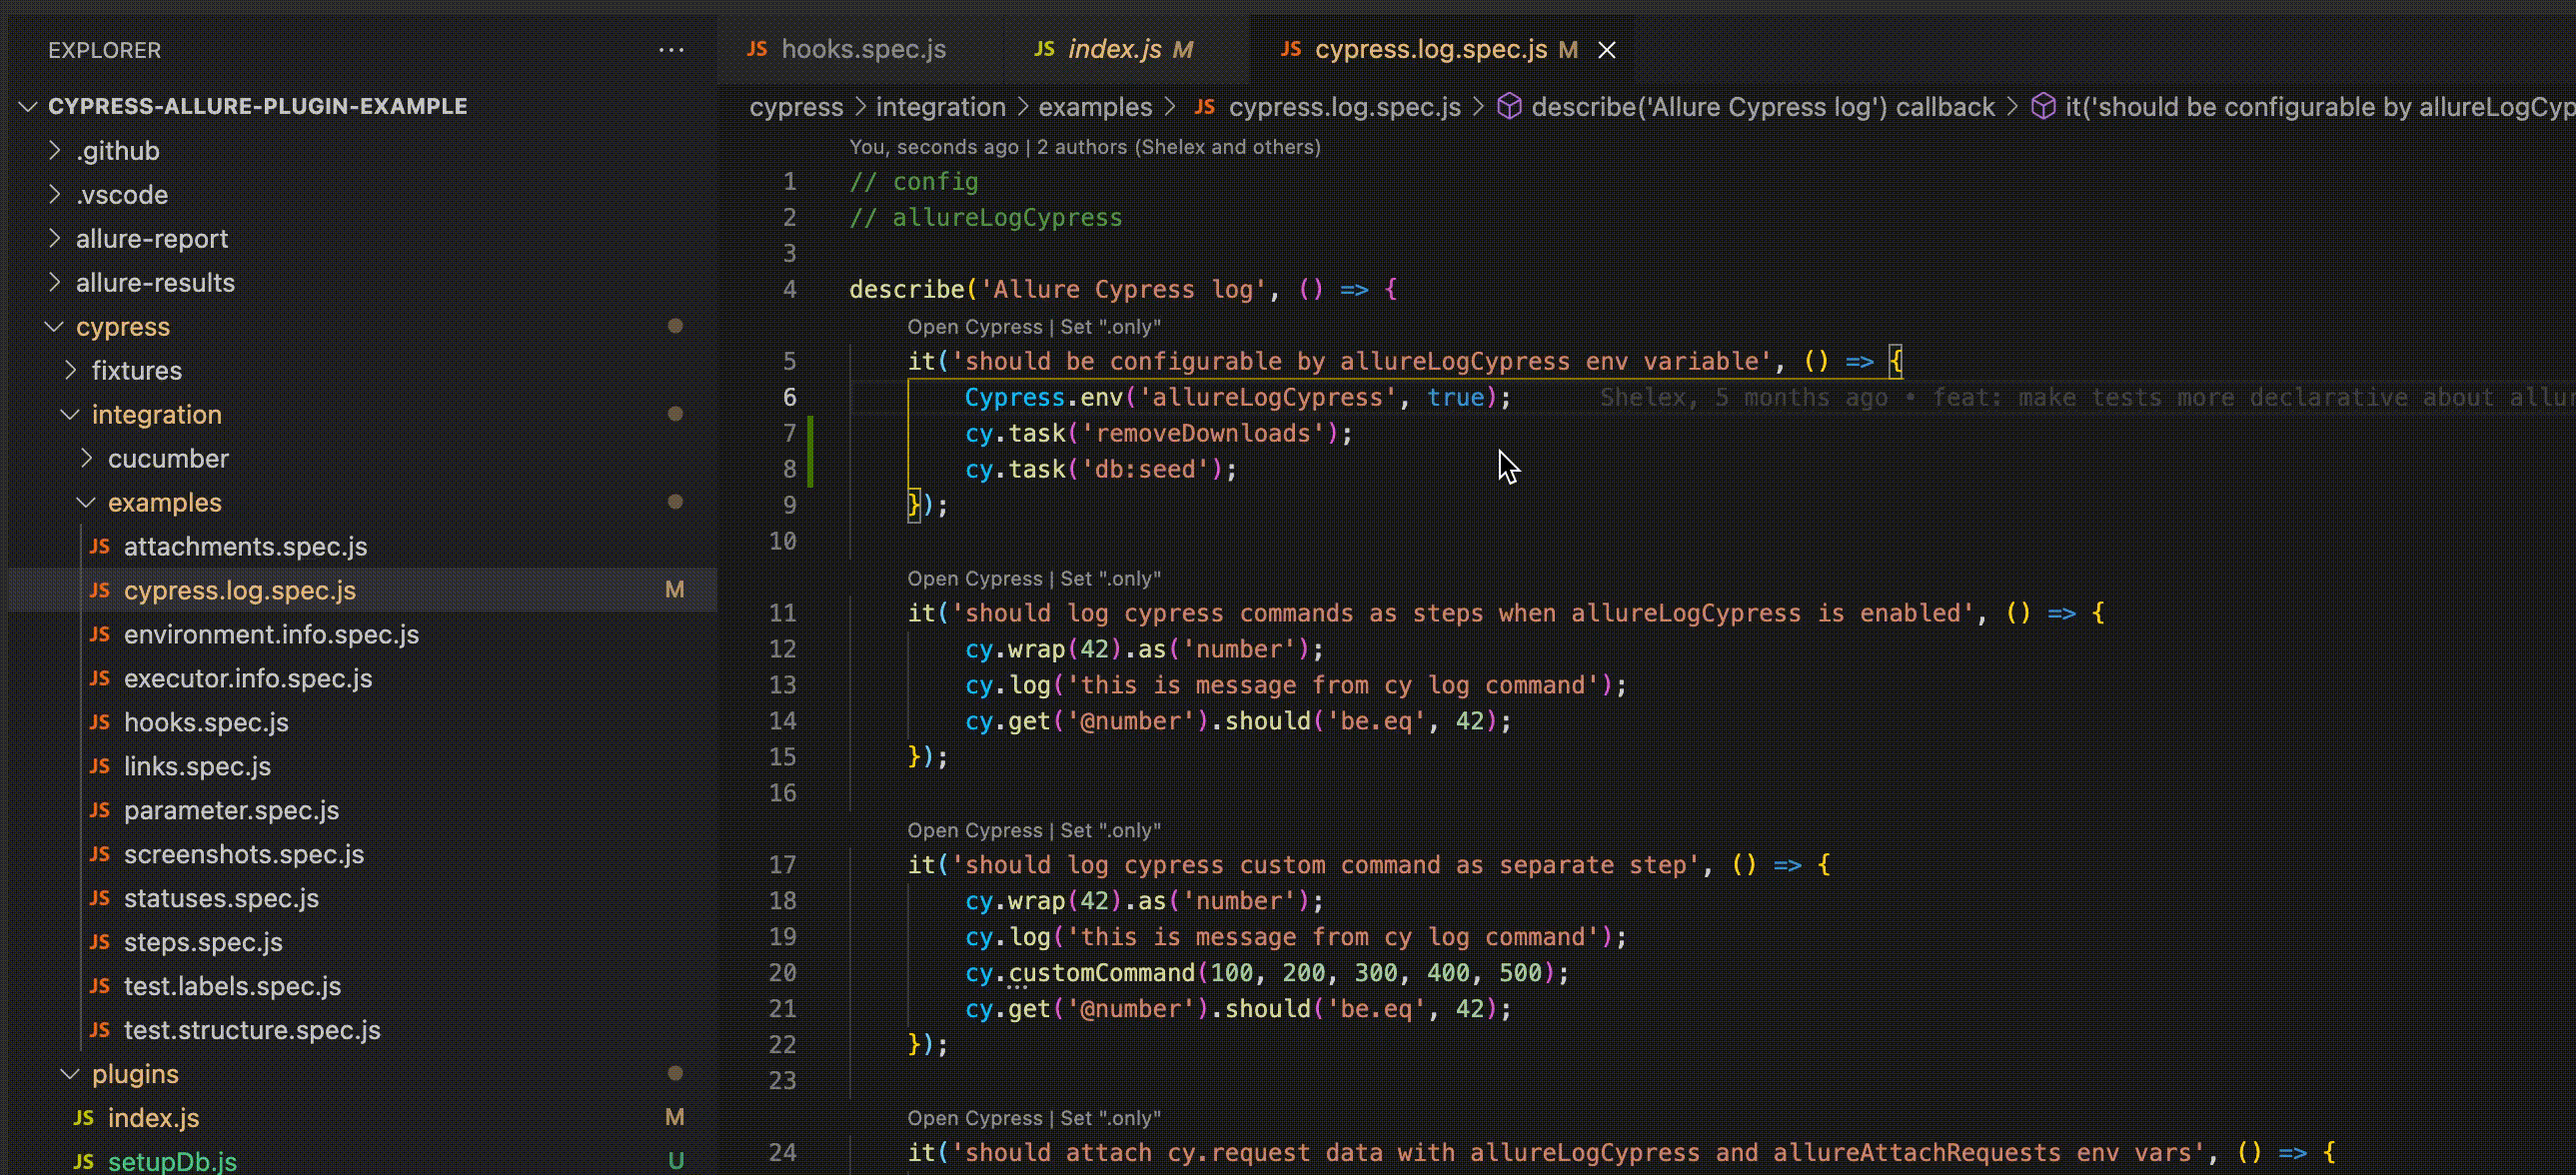 EXPLORER ...
CYPRESS-ALLURE-PLUGIN-EXAMPLE
.github
.vscode
allure-report
allure-results
cypress
fixtures
integration
cucumber
examples
JS attachments.spec.js
JS cypress.log.spec.js M
JS environment.info.spec.js
JS executor.info.spec.js
JS hooks.spec.js
JS links.spec.js
JS parameter.spec.js
JS screenshots.spec.js
JS statuses.spec.js
JS steps.spec.js
JS test.labels.spec.js
JS test.structure.spec.js
plugins
JS index.js M
JS setupDb.js U
JS hooks.spec.js JS index.js M JS cypress.log.spec.js M
cypress > integration > examples > JS cypress.log.spec.js > describe('Allure Cypress log') callback > it('should be configurable by allureLogCyp
You, seconds ago | 2 authors (Shelex and others)
1 // config
2 // allureLogCypress
3
4 describe('Allure Cypress log', () => {
Open Cypress | Set ".only"
5 it('should be configurable by allureLogCypress env variable', () => {
6 Cypress.env('allureLogCypress', true); Shelex, 5 months ago • feat: make tests more declarative about allur
7 cy.task('removeDownloads');
8 cy.task('db:seed');
9 });
10
Open Cypress | Set ".only"
11 it('should log cypress commands as steps when allureLogCypress is enabled', () => {
12 cy.wrap(42).as('number');
13 cy.log('this is message from cy log command');
14 cy.get('@number').should('be.eq', 42);
15 });
16
Open Cypress | Set ".only"
17 it('should log cypress custom command as separate step', () => {
18 cy.wrap(42).as('number');
19 cy.log('this is message from cy log command');
20 cy.customCommand(100, 200, 300, 400, 500);
21 cy.get('@number').should('be.eq', 42);
22 });
23
Open Cypress | Set ".only"
24 it('should attach cy.request data with allureLogCypress and allureAttachRequests env vars', () => {